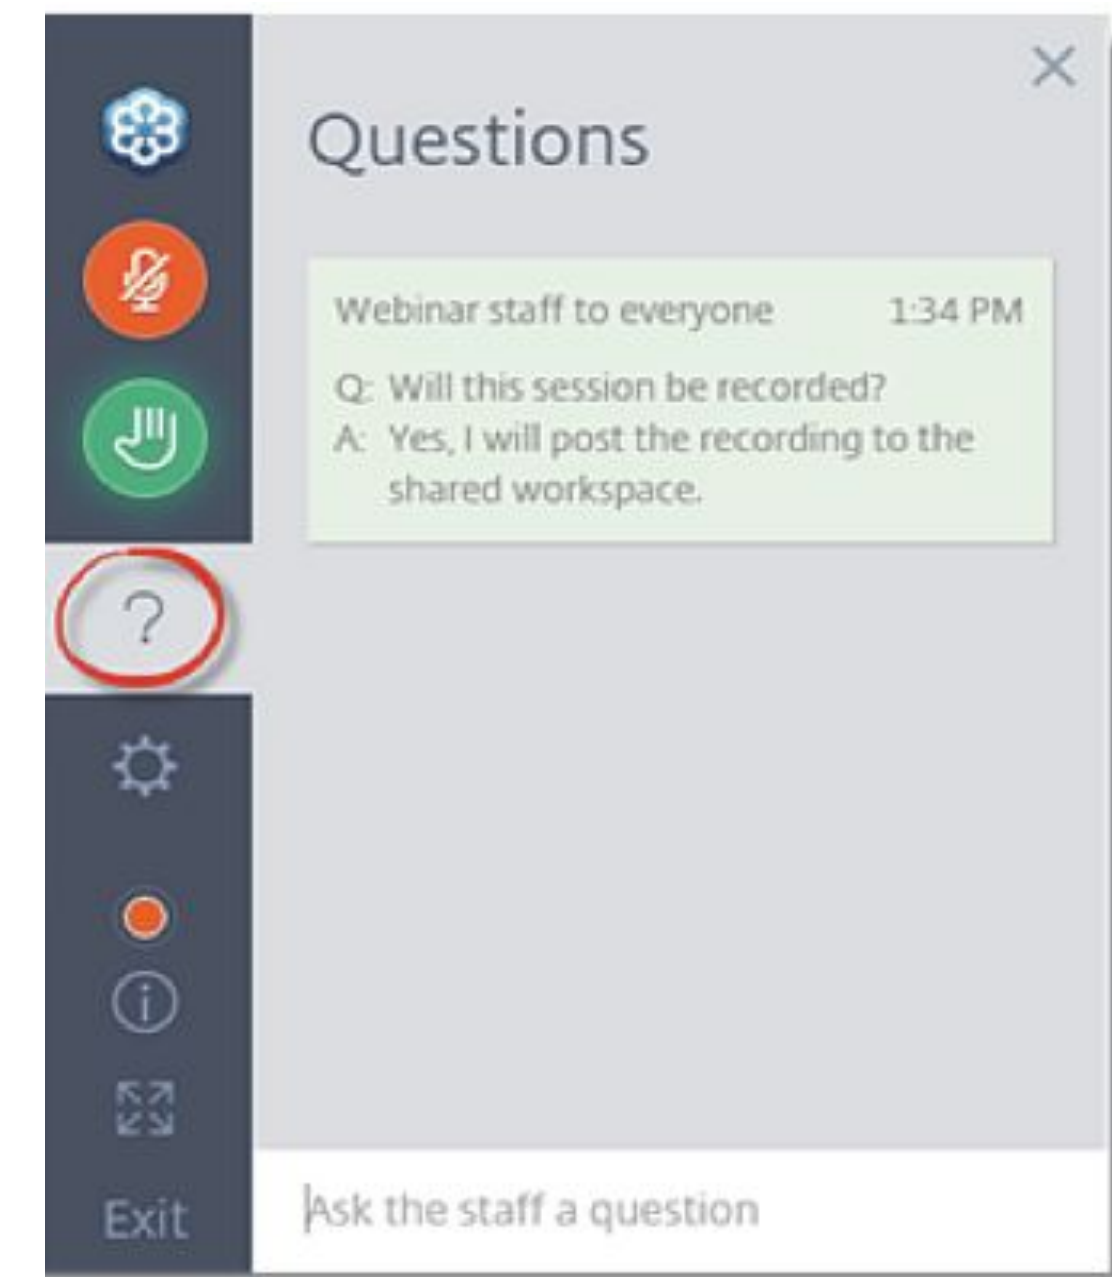 Questions
Webinar staff to everyone 1:34 PM
Q: Will this session be recorded?
A: Yes, I will post the recording to the
shared workspace.
?
Exit
Ask the staff a question